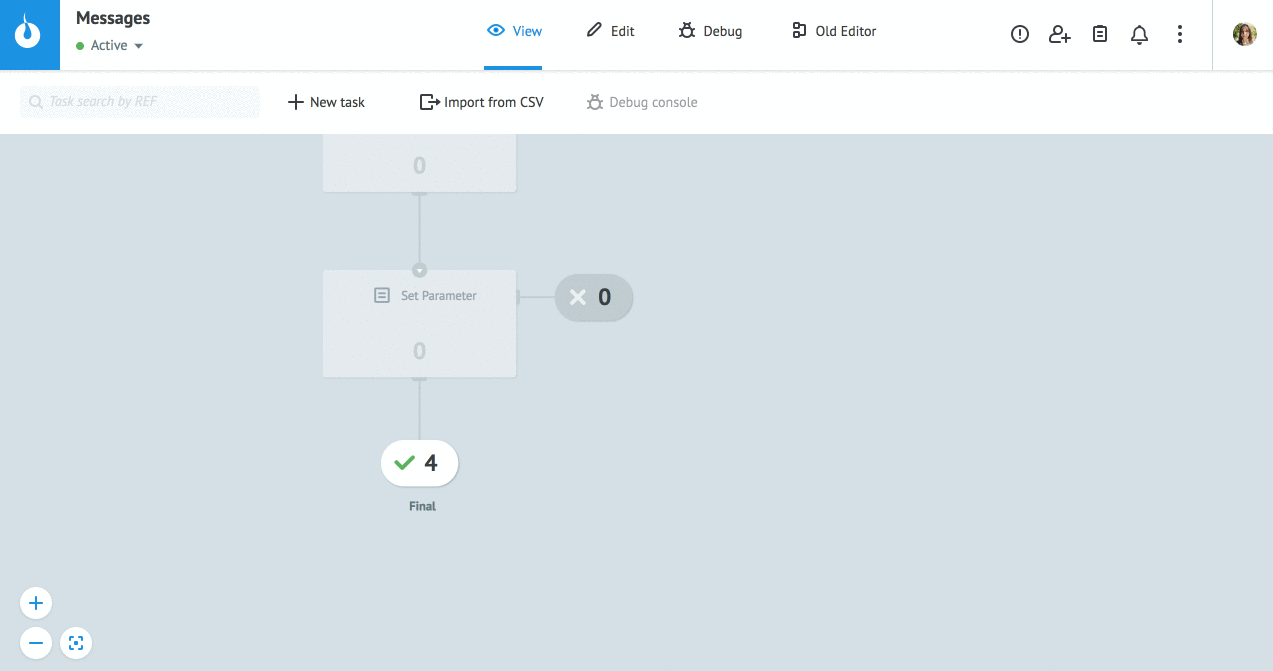 Messages
Active
View
Edit
Debug
Old Editor
Task search by REF
New task
Import from CSV
Debug console
0
Set Parameter
0
0
4
Final